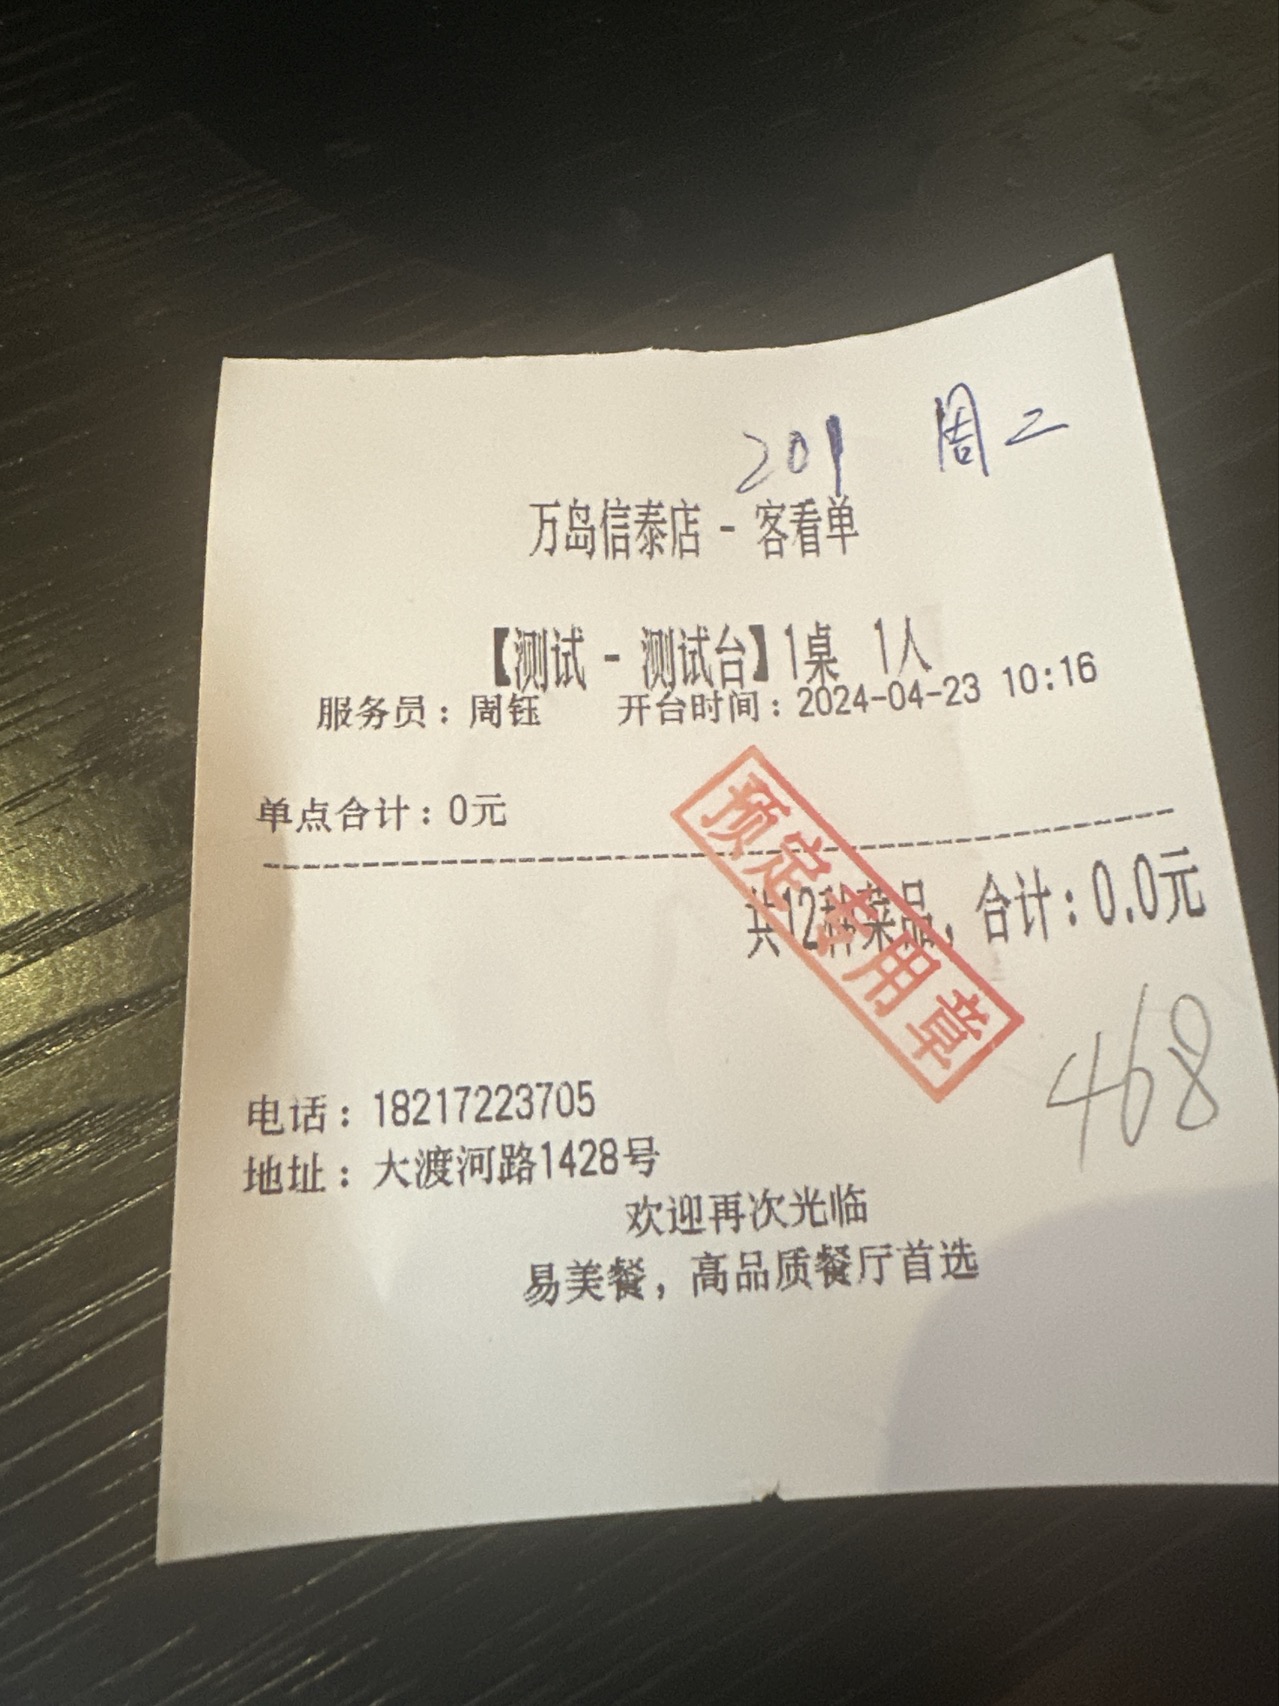 201 周二
万岛信泰店 - 客看单
【测试 - 测试台】1桌 1人
服务员：周钰 开台时间：2024-04-23 10:16
单点合计：0元
预定专用章
共12种菜品，合计：0.0元
468
电话：18217223705
地址：大渡河路1428号
欢迎再次光临
易美餐，高品质餐厅首选